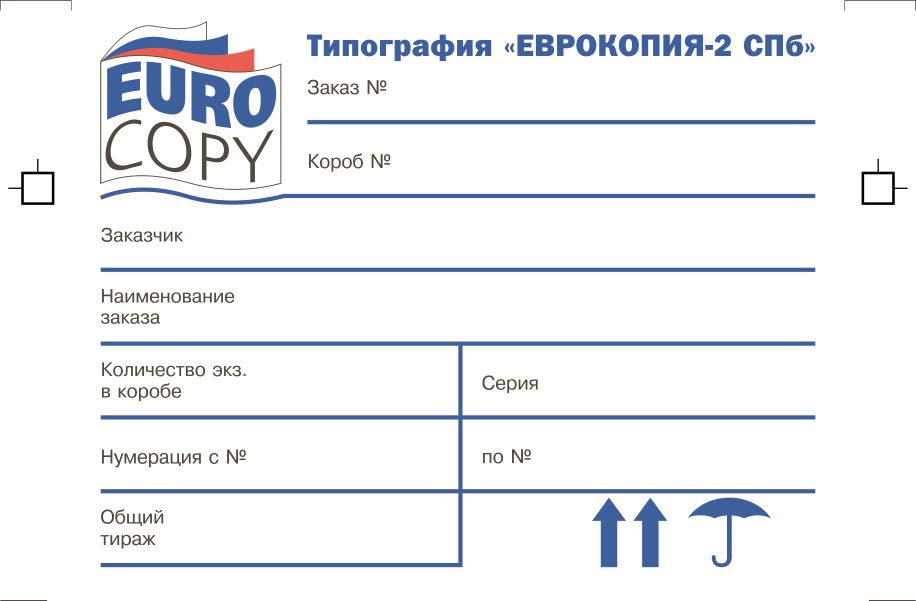 EURO
COPY
Типография «ЕВРОКОПИЯ-2 СПб»
Заказ №
Короб №
Заказчик
Наименование
заказа
Количество экз.
в коробе
Серия
Нумерация с №
по №
Общий
тираж